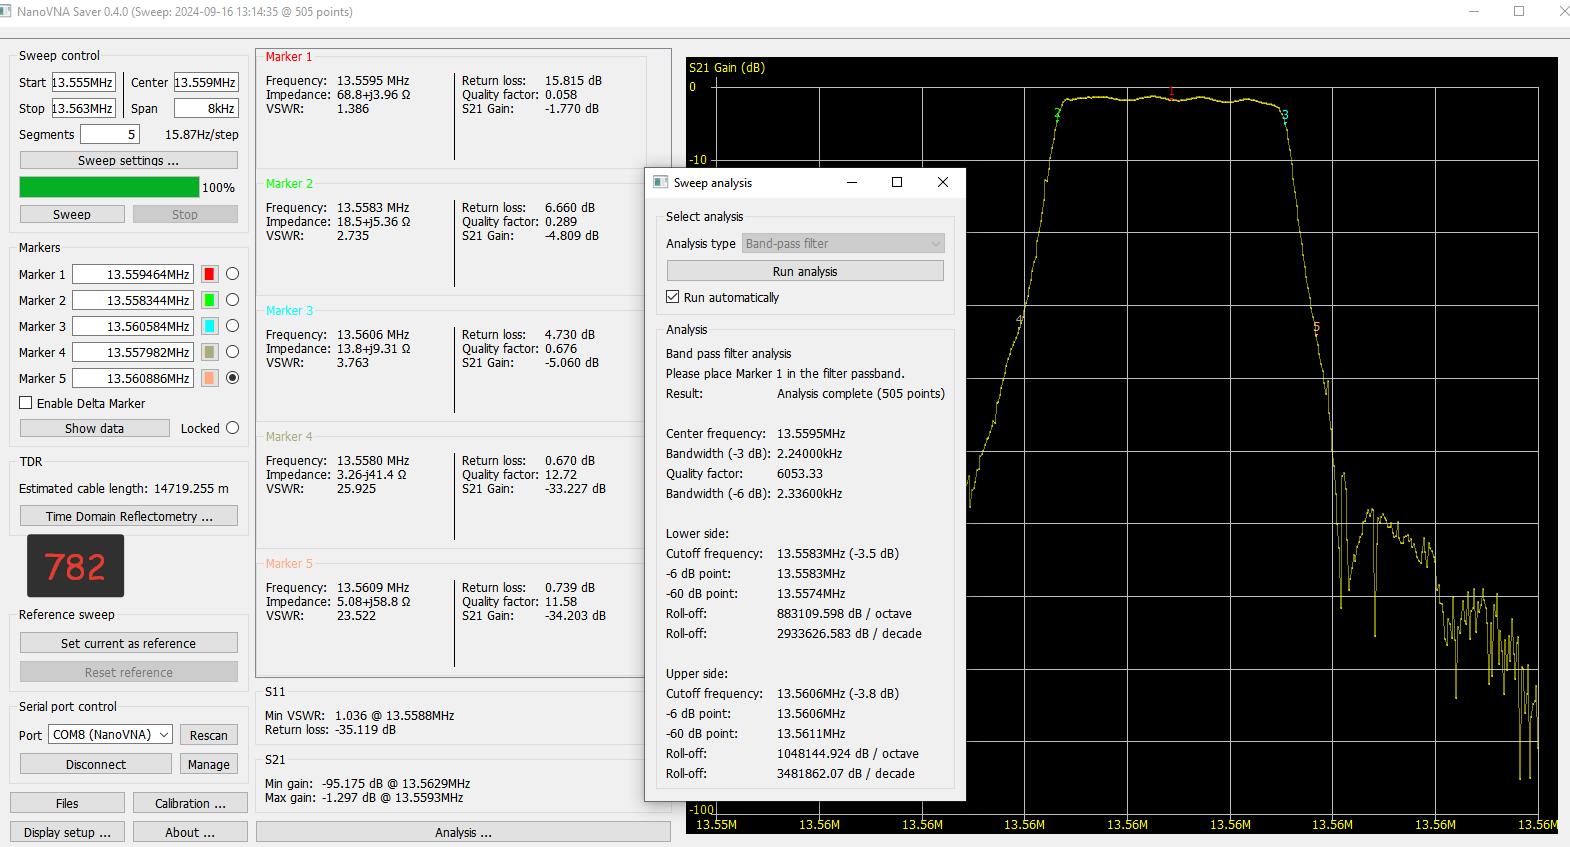 NanoVNA Saver 0.4.0 (Sweep: 2024-09-16 13:14:35 @ 505 points)
Sweep control
Start 13.555MHz Center 13.559MHz
Stop 13.563MHz Span 8kHz
Segments 5 15.87Hz/step
Sweep settings ...
100%
Sweep Stop
Markers
Marker 1 13.559464MHz
Marker 2 13.558344MHz
Marker 3 13.560584MHz
Marker 4 13.557982MHz
Marker 5 13.560886MHz
Enable Delta Marker
Show data Locked
TDR
Estimated cable length: 14719.255 m
Time Domain Reflectometry ...
782
Reference sweep
Set current as reference
Reset reference
Serial port control
Port COM8 (NanoVNA) Rescan
Disconnect Manage
Files Calibration ...
Display setup ... About ...
Marker 1
Frequency: 13.5595 MHz Return loss: 15.815 dB
Impedance: 68.8+j3.96 Ω Quality factor: 0.058
VSWR: 1.386 S21 Gain: -1.770 dB
Marker 2
Frequency: 13.5583 MHz Return loss: 6.660 dB
Impedance: 18.5+j5.36 Ω Quality factor: 0.289
VSWR: 2.735 S21 Gain: -4.809 dB
Marker 3
Frequency: 13.5606 MHz Return loss: 4.730 dB
Impedance: 13.8+j9.31 Ω Quality factor: 0.676
VSWR: 3.763 S21 Gain: -5.060 dB
Marker 4
Frequency: 13.5580 MHz Return loss: 0.670 dB
Impedance: 3.26-j41.4 Ω Quality factor: 12.72
VSWR: 25.925 S21 Gain: -33.227 dB
Marker 5
Frequency: 13.5609 MHz Return loss: 0.739 dB
Impedance: 5.08+j58.8 Ω Quality factor: 11.58
VSWR: 23.522 S21 Gain: -34.203 dB
S11
Min VSWR: 1.036 @ 13.5588MHz
Return loss: -35.119 dB
S21
Min gain: -95.175 dB @ 13.5629MHz
Max gain: -1.297 dB @ 13.5593MHz
Analysis ...
Sweep analysis
Select analysis
Analysis type Band-pass filter
Run analysis
Run automatically
Analysis
Band pass filter analysis
Please place Marker 1 in the filter passband.
Result: Analysis complete (505 points)
Center frequency: 13.5595MHz
Bandwidth (-3 dB): 2.24000kHz
Quality factor: 6053.33
Bandwidth (-6 dB): 2.33600kHz
Lower side:
Cutoff frequency: 13.5583MHz (-3.5 dB)
-6 dB point: 13.5583MHz
-60 dB point: 13.5574MHz
Roll-off: 883109.598 dB / octave
Roll-off: 2933626.583 dB / decade
Upper side:
Cutoff frequency: 13.5606MHz (-3.8 dB)
-6 dB point: 13.5606MHz
-60 dB point: 13.5611MHz
Roll-off: 1048144.924 dB / octave
Roll-off: 3481862.07 dB / decade
S21 Gain (dB)
0
1
2
3
-10
4
5
-100
13.55M 13.56M 13.56M 13.56M 13.56M 13.56M 13.56M 13.56M 13.56M